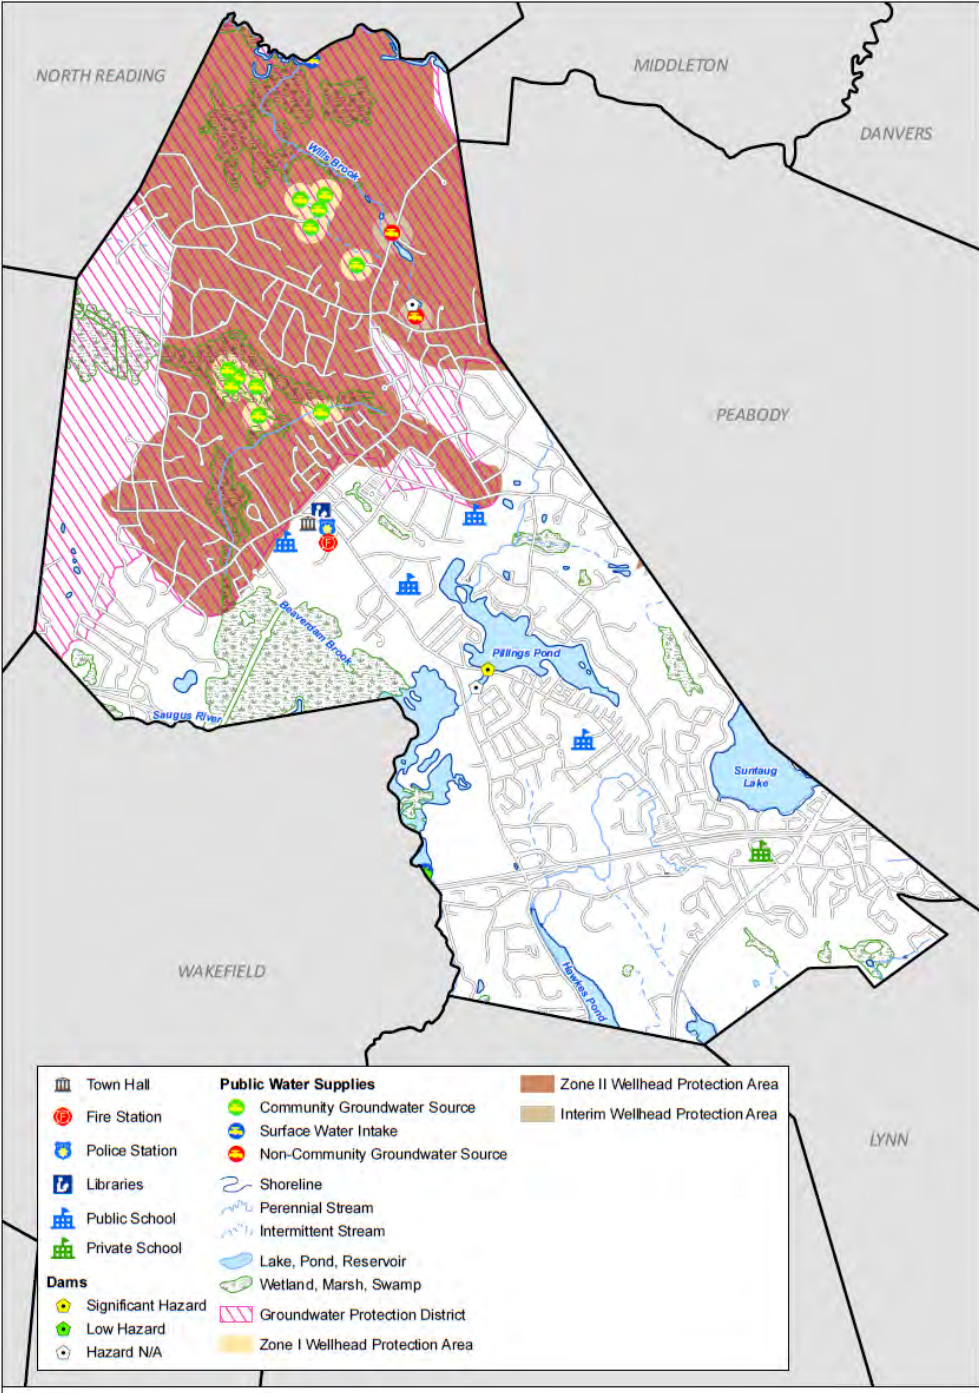 NORTH READING
MIDDLETON
DANVERS
Wills Brook
PEABODY
Beaverdam Brook
Pillings Pond
Saugus River
Suntaug
Lake
WAKEFIELD
Hawkes Pond
LYNN
Town Hall
Fire Station
Police Station
Libraries
Public School
Private School
Dams
Significant Hazard
Low Hazard
Hazard N/A
Public Water Supplies
Community Groundwater Source
Surface Water Intake
Non-Community Groundwater Source
Shoreline
Perennial Stream
Intermittent Stream
Lake, Pond, Reservoir
Wetland, Marsh, Swamp
Groundwater Protection District
Zone I Wellhead Protection Area
Zone II Wellhead Protection Area
Interim Wellhead Protection Area